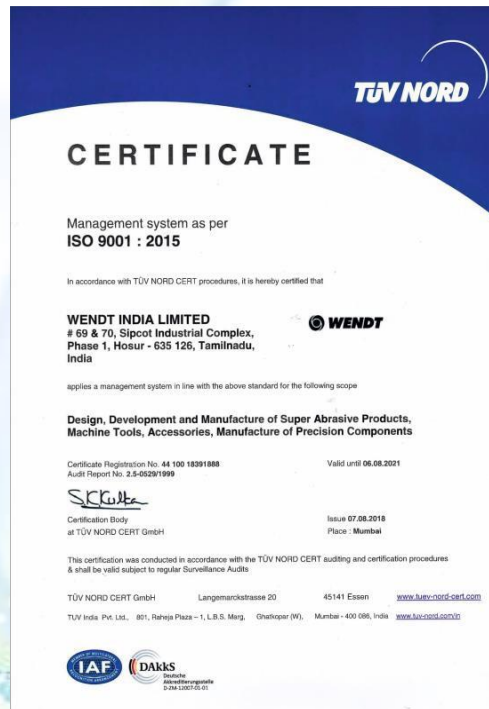 TÜV NORD
CERTIFICATE
Management system as per
ISO 9001 : 2015
In accordance with TÜV NORD CERT procedures, it is hereby certified that
WENDT INDIA LIMITED
# 69 & 70, Sipcot Industrial Complex,
Phase 1, Hosur - 635 126, Tamilnadu,
India
WENDT
applies a management system in line with the above standard for the following scope
Design, Development and Manufacture of Super Abrasive Products,
Machine Tools, Accessories, Manufacture of Precision Components
Certificate Registration No. 44 100 18391888
Audit Report No. 2.5-0529/1999
Valid until 06.08.2021
Certification Body
at TÜV NORD CERT GmbH
Issue 07.08.2018
Place : Mumbai
This certification was conducted in accordance with the TÜV NORD CERT auditing and certification procedures
& shall be valid subject to regular Surveillance Audits
TÜV NORD CERT GmbH Langemarckstrasse 20 45141 Essen www.tuev-nord-cert.com
TUV India Pvt. Ltd., 801, Raheja Plaza – 1, L.B.S. Marg, Ghatkopar (W), Mumbai - 400 086, India www.tuv-nord.com/in
IAF
DAkkS
Deutsche
Akkreditierungsstelle
D-ZM-12007-01-01